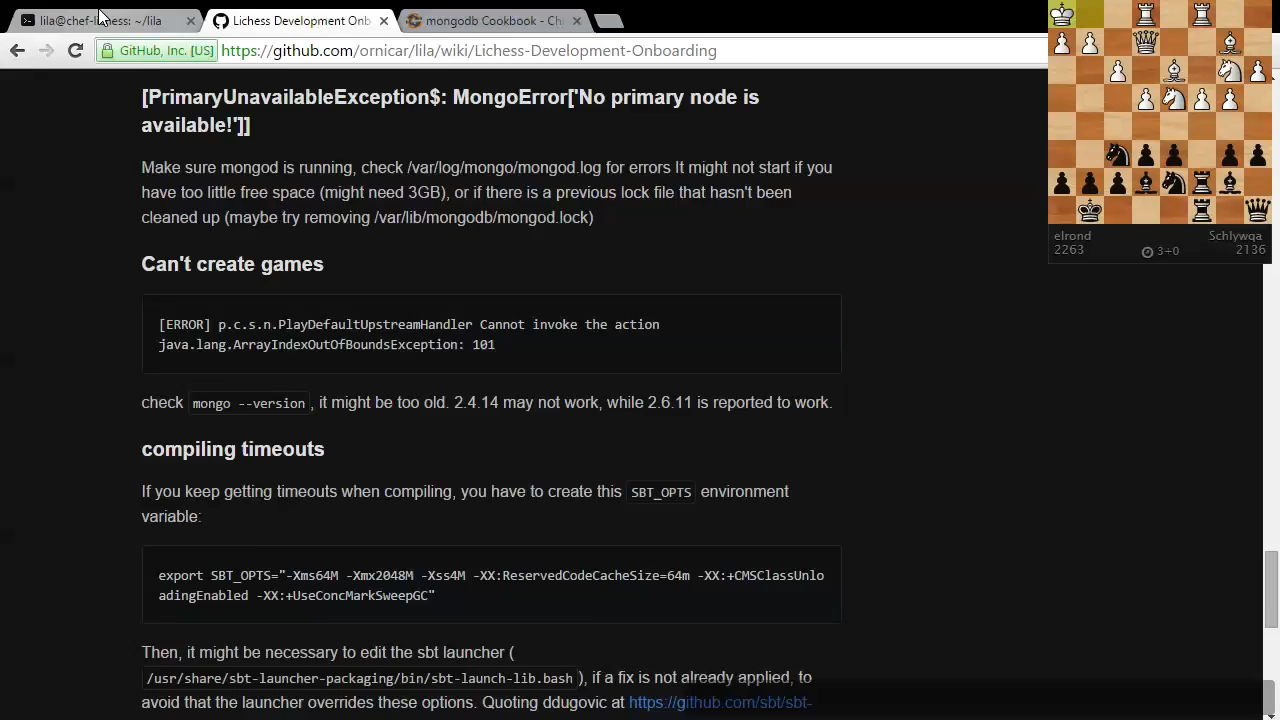 lila@chef-lichess: ~/lila
Lichess Development Onb
mongodb Cookbook - Ch
GitHub, Inc. [US]
https://github.com/ornicar/lila/wiki/Lichess-Development-Onboarding
[PrimaryUnavailableException$: MongoError['No primary node is
available!']]
Make sure mongod is running, check /var/log/mongo/mongod.log for errors It might not start if you
have too little free space (might need 3GB), or if there is a previous lock file that hasn't been
cleaned up (maybe try removing /var/lib/mongodb/mongod.lock)
Can't create games
[ERROR] p.c.s.n.PlayDefaultUpstreamHandler Cannot invoke the action
java.lang.ArrayIndexOutOfBoundsException: 101
check mongo --version, it might be too old. 2.4.14 may not work, while 2.6.11 is reported to work.
compiling timeouts
If you keep getting timeouts when compiling, you have to create this SBT_OPTS environment
variable:
export SBT_OPTS="-Xms64M -Xmx2048M -Xss4M -XX:ReservedCodeCacheSize=64m -XX:+CMSClassUnlo
adingEnabled -XX:+UseConcMarkSweepGC"
Then, it might be necessary to edit the sbt launcher (
/usr/share/sbt-launcher-packaging/bin/sbt-launch-lib.bash), if a fix is not already applied, to
avoid that the launcher overrides these options. Quoting ddugovic at https://github.com/sbt/sbt-
elrond
Schlywqa
2263
3+0
2136